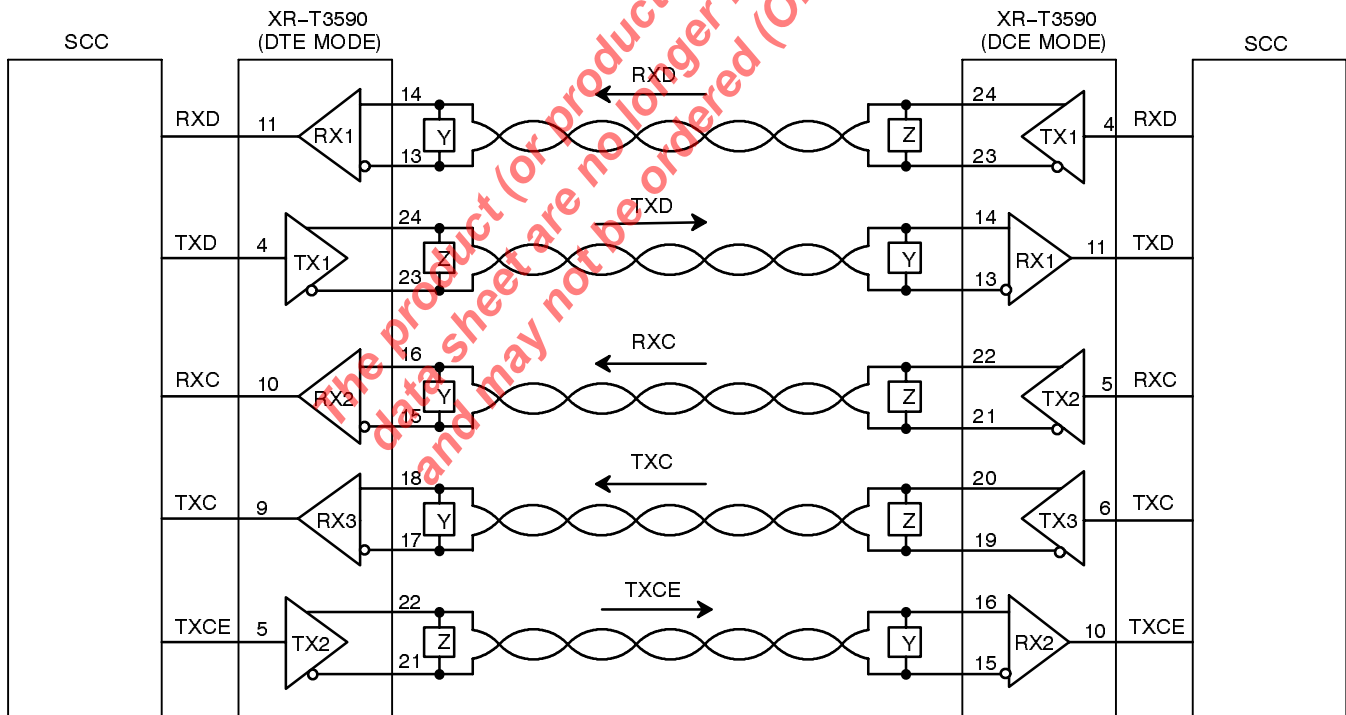 XR-T3590
(DTE MODE)
XR-T3590
(DCE MODE)
SCC
SCC
RXD
RXD 11 RX1 14 13 Y Z 24 23 TX1 4 RXD
TXD
TXD 4 TX1 24 23 Z Y 14 13 RX1 11 TXD
RXC
RXC 10 RX2 16 15 Y Z 22 21 TX2 5 RXC
TXC
TXC 9 RX3 18 17 Y Z 20 19 TX3 6 TXC
TXCE
TXCE 5 TX2 22 21 Z Y 16 15 RX2 10 TXCE
The product (or product
data sheet are no longer
and may not be ordered (O